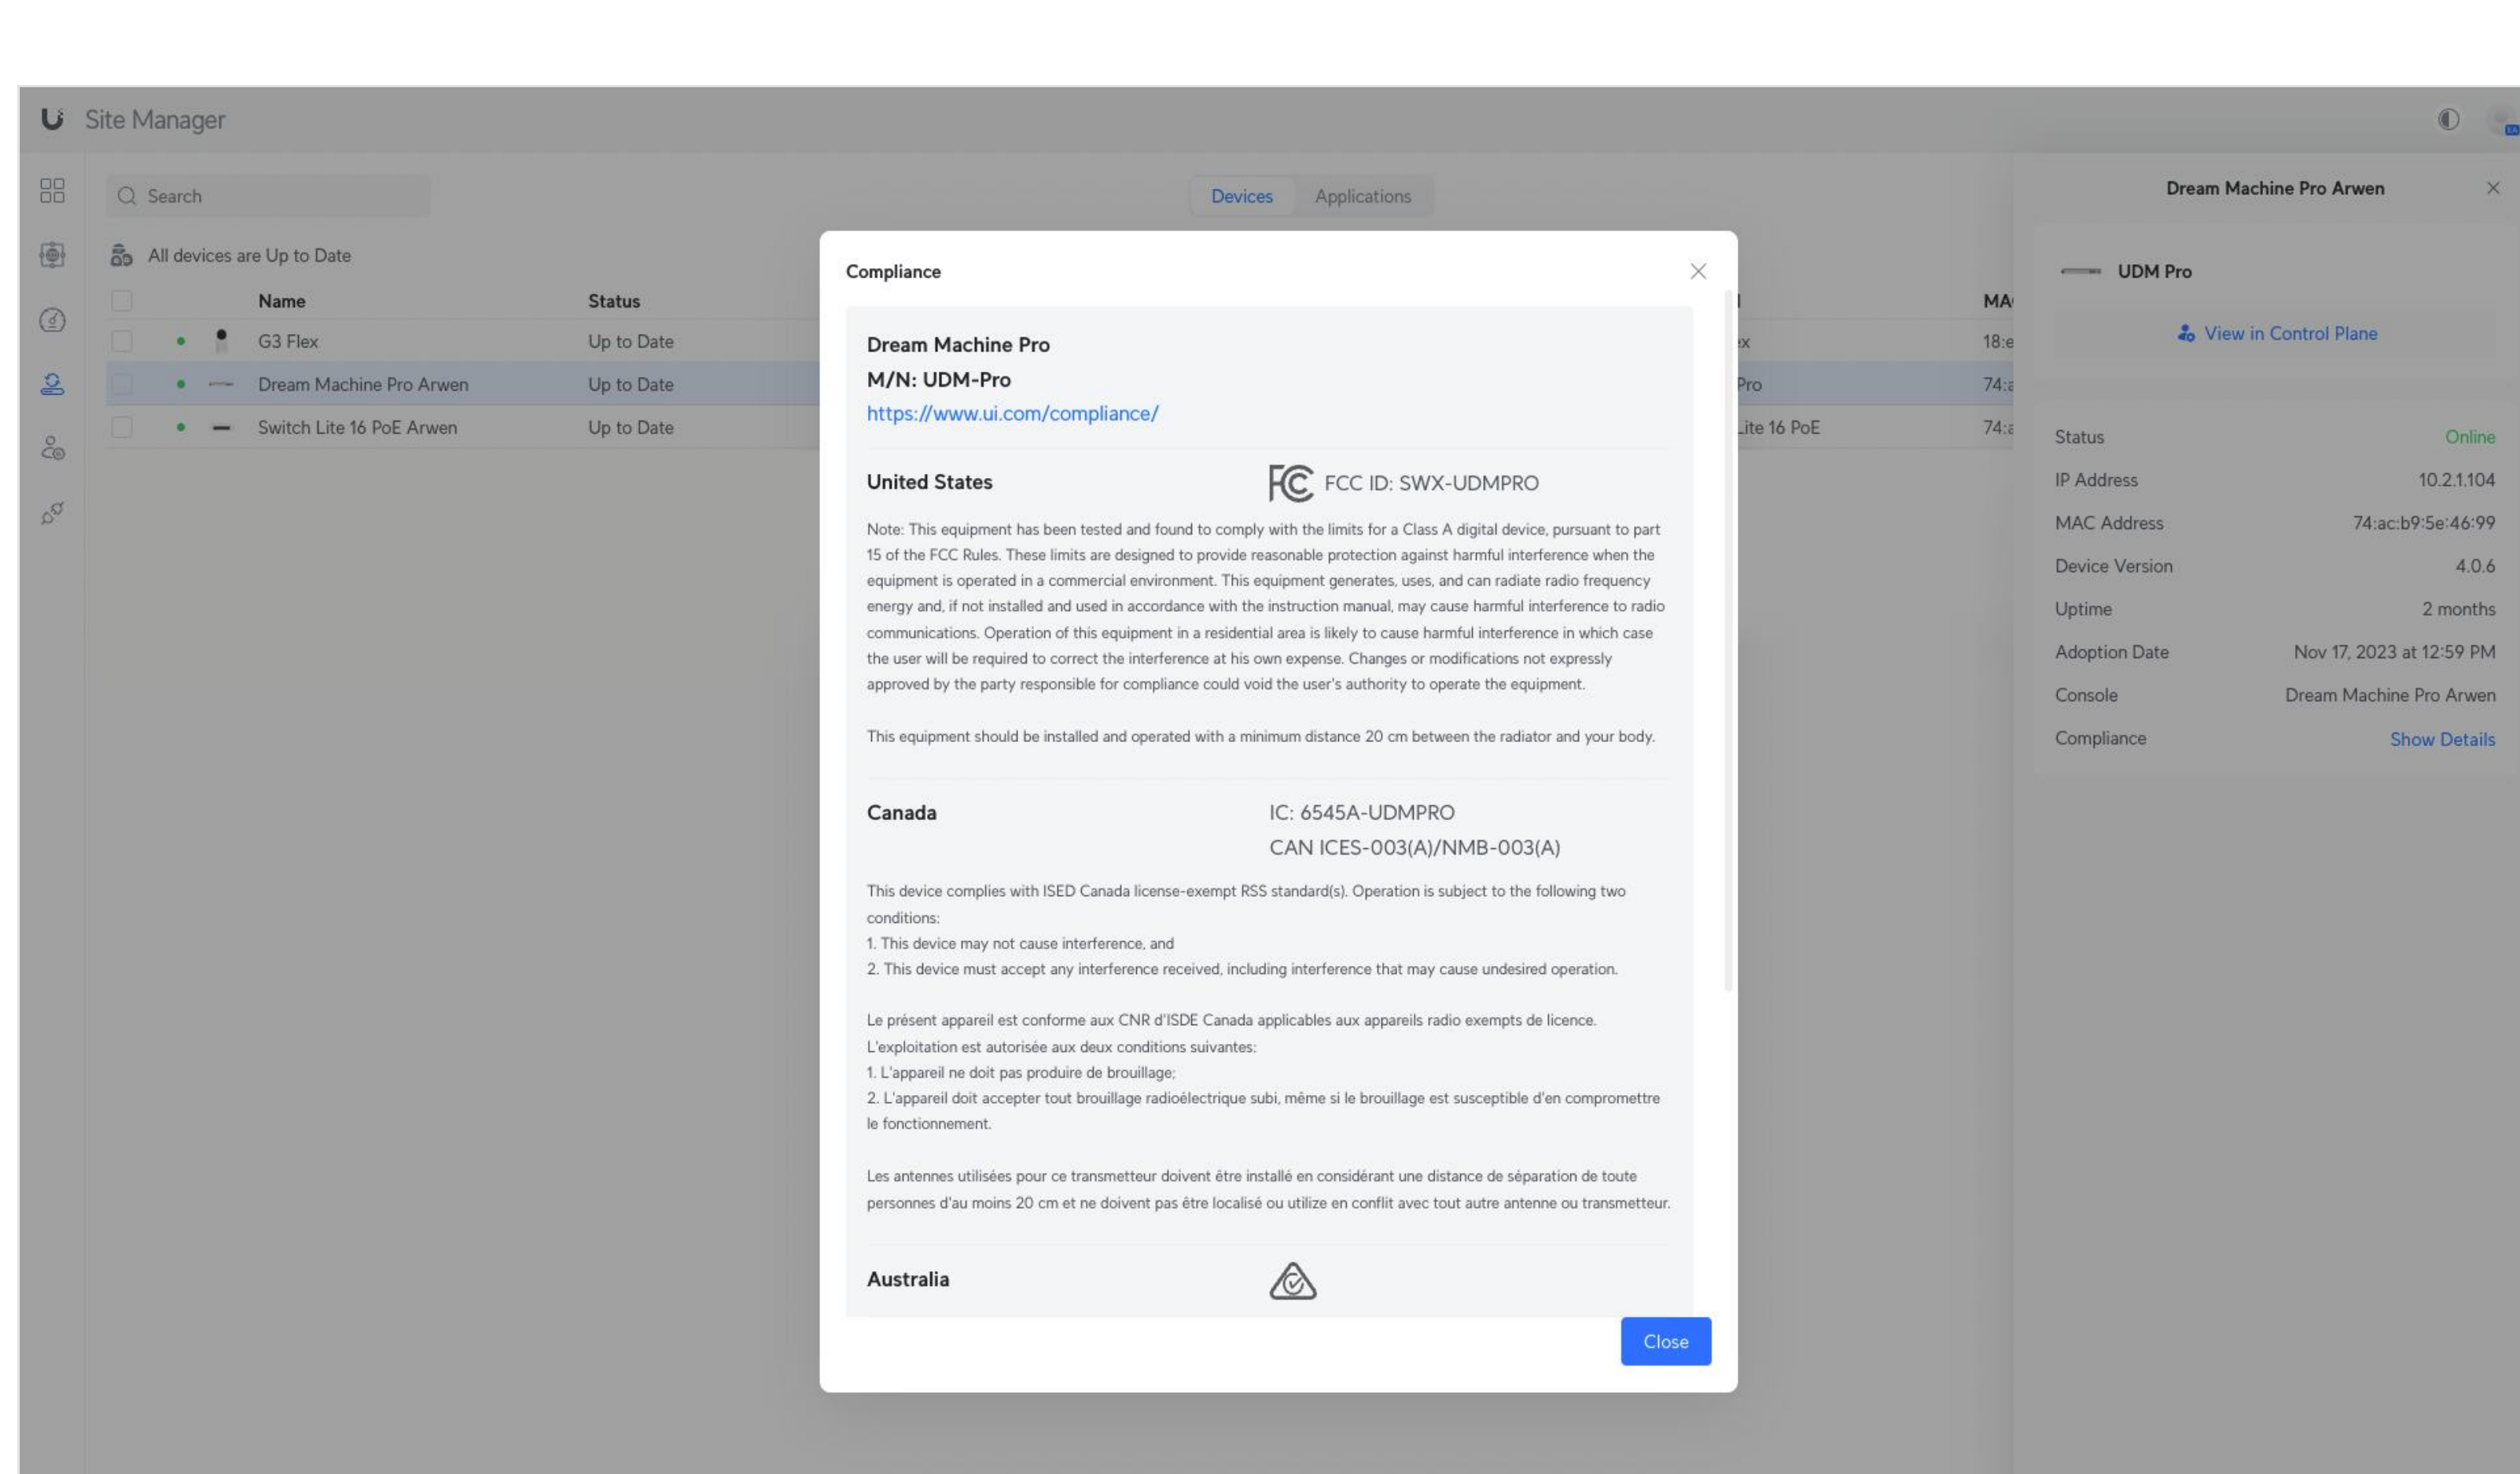 Site Manager
Search
Devices
Applications
All devices are Up to Date
Name
Status
MA
G3 Flex
Up to Date
ex
18:e
Dream Machine Pro Arwen
Up to Date
Pro
74:a
Switch Lite 16 PoE Arwen
Up to Date
Lite 16 PoE
74:a
Compliance
Dream Machine Pro
M/N: UDM-Pro
https://www.ui.com/compliance/
United States
FCC ID: SWX-UDMPRO
Note: This equipment has been tested and found to comply with the limits for a Class A digital device, pursuant to part
15 of the FCC Rules. These limits are designed to provide reasonable protection against harmful interference when the
equipment is operated in a commercial environment. This equipment generates, uses, and can radiate radio frequency
energy and, if not installed and used in accordance with the instruction manual, may cause harmful interference to radio
communications. Operation of this equipment in a residential area is likely to cause harmful interference in which case
the user will be required to correct the interference at his own expense. Changes or modifications not expressly
approved by the party responsible for compliance could void the user's authority to operate the equipment.
This equipment should be installed and operated with a minimum distance 20 cm between the radiator and your body.
Canada
IC: 6545A-UDMPRO
CAN ICES-003(A)/NMB-003(A)
This device complies with ISED Canada license-exempt RSS standard(s). Operation is subject to the following two
conditions:
1. This device may not cause interference, and
2. This device must accept any interference received, including interference that may cause undesired operation.
Le présent appareil est conforme aux CNR d'ISDE Canada applicables aux appareils radio exempts de licence.
L'exploitation est autorisée aux deux conditions suivantes:
1. L'appareil ne doit pas produire de brouillage;
2. L'appareil doit accepter tout brouillage radioélectrique subi, même si le brouillage est susceptible d'en compromettre
le fonctionnement.
Les antennes utilisées pour ce transmetteur doivent être installé en considérant une distance de séparation de toute
personnes d'au moins 20 cm et ne doivent pas être localisé ou utilize en conflit avec tout autre antenne ou transmetteur.
Australia
Close
Dream Machine Pro Arwen
UDM Pro
View in Control Plane
Status
Online
IP Address
10.2.1.104
MAC Address
74:ac:b9:5e:46:99
Device Version
4.0.6
Uptime
2 months
Adoption Date
Nov 17, 2023 at 12:59 PM
Console
Dream Machine Pro Arwen
Compliance
Show Details